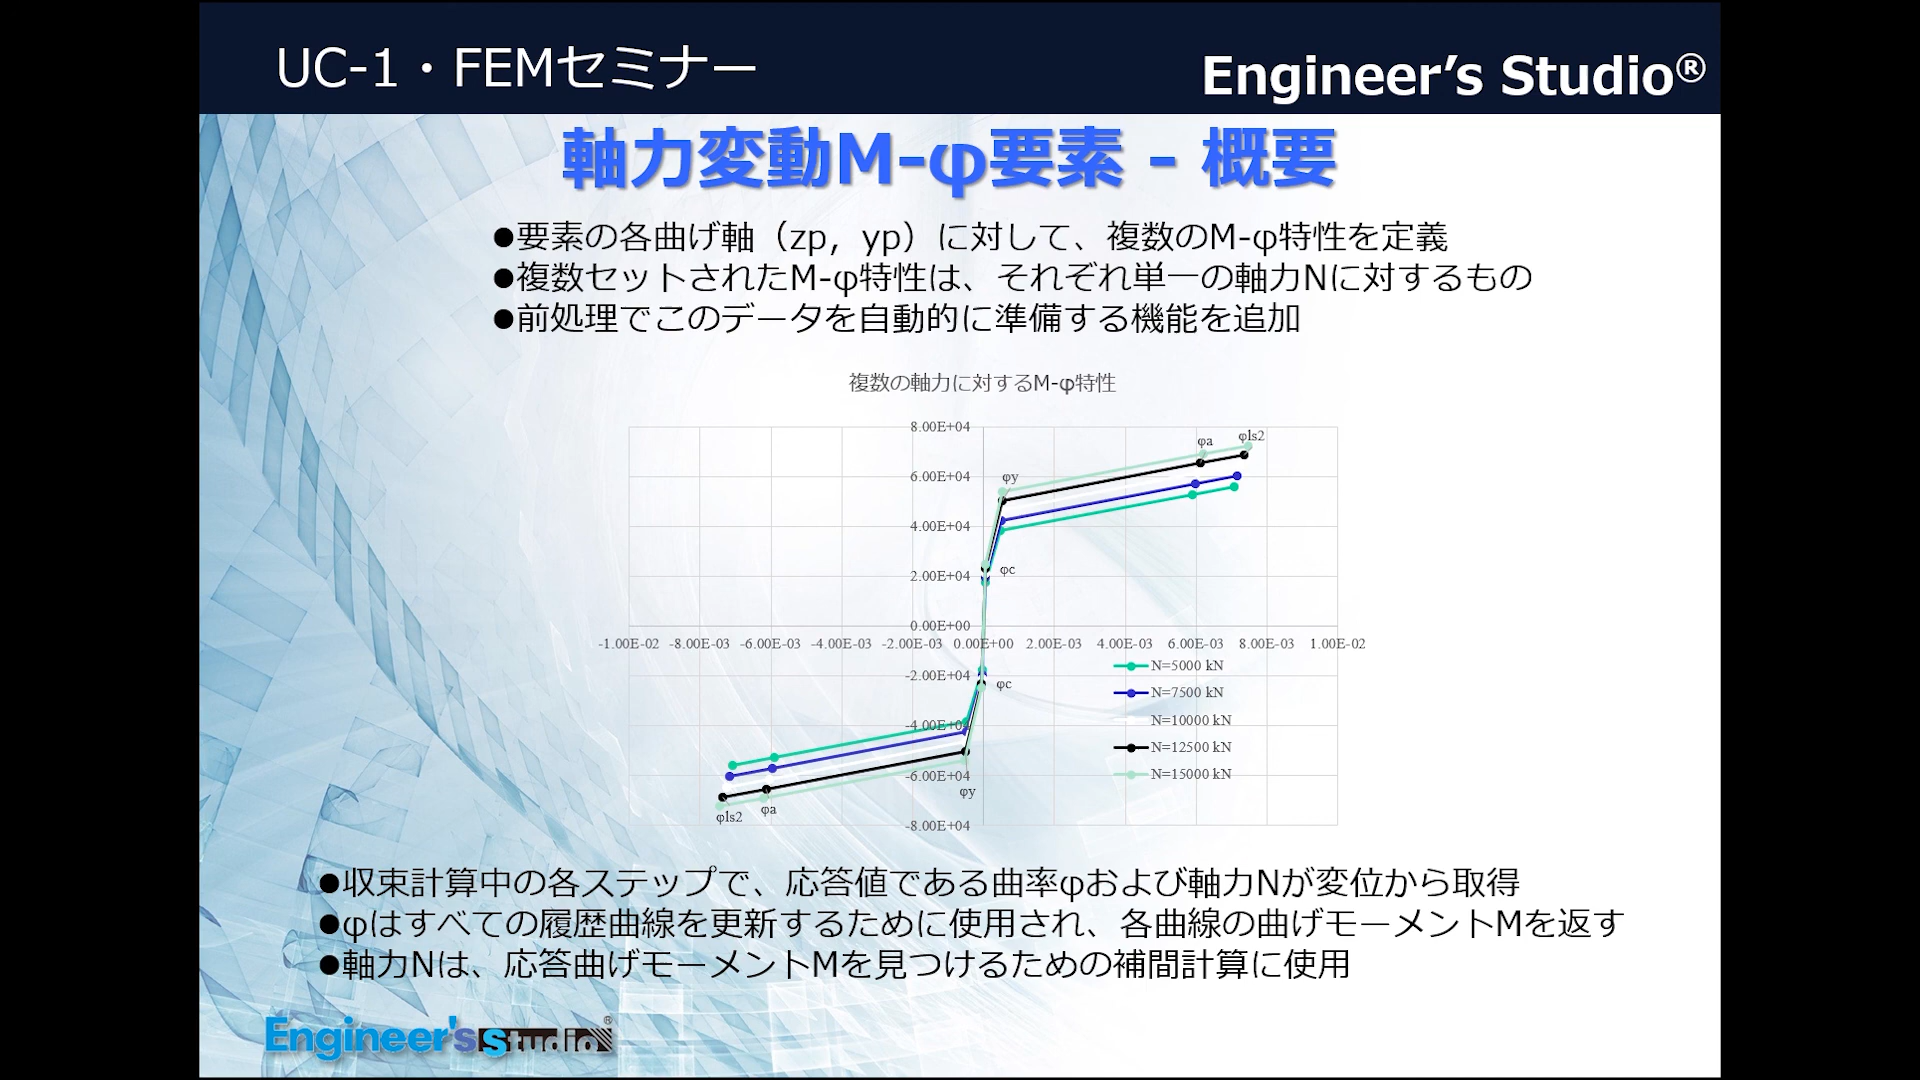 UC-1・FEMセミナー
Engineer’s Studio®
軸力変動M-φ要素 - 概要
●要素の各曲げ軸（zp，yp）に対して、複数のM-φ特性を定義
●複数セットされたM-φ特性は、それぞれ単一の軸力Nに対するもの
●前処理でこのデータを自動的に準備する機能を追加
複数の軸力に対するM-φ特性
8.00E+04
6.00E+04
4.00E+04
2.00E+04
0.00E+00
-2.00E+04
-4.00E+04
-6.00E+04
-8.00E+04
-1.00E-02 -8.00E-03 -6.00E-03 -4.00E-03 -2.00E-03 0.00E+00 2.00E-03 4.00E-03 6.00E-03 8.00E-03 1.00E-02
φa
φls2
φy
φc
φc
φy
φa
φls2
N=5000 kN
N=7500 kN
N=10000 kN
N=12500 kN
N=15000 kN
●収束計算中の各ステップで、応答値である曲率φおよび軸力Nが変位から取得
●φはすべての履歴曲線を更新するために使用され、各曲線の曲げモーメントMを返す
●軸力Nは、応答曲げモーメントMを見つけるための補間計算に使用
Engineer's Studio®